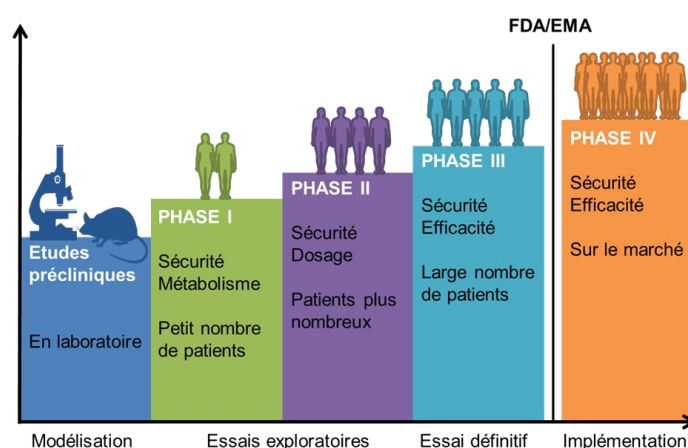 FDA/EMA
Etudes
précliniques
En laboratoire
PHASE I
Sécurité
Métabolisme
Petit nombre
de patients
PHASE II
Sécurité
Dosage
Patients plus
nombreux
PHASE III
Sécurité
Efficacité
Large nombre
de patients
PHASE IV
Sécurité
Efficacité
Sur le marché
Modélisation
Essais exploratoires
Essai définitif
Implémentation